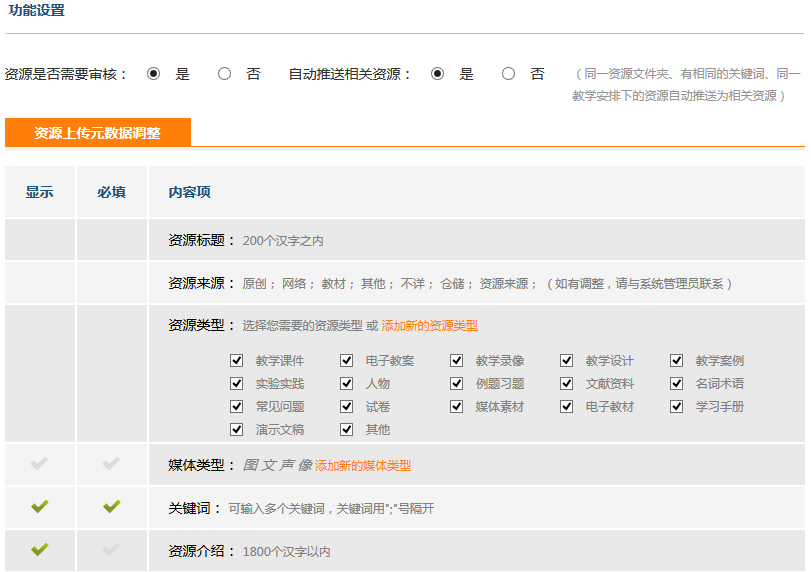 功能设置
资源是否需要审核： 是 否 自动推送相关资源： 是 否 （同一资源文件夹、有相同的关键词、同一
教学安排下的资源自动推送为相关资源）
资源上传元数据调整
显示 必填 内容项
资源标题： 200个汉字之内
资源来源： 原创； 网络； 教材； 其他； 不详； 仓储； 资源来源； （如有调整，请与系统管理员联系）
资源类型： 选择您需要的资源类型 或 添加新的资源类型
教学课件 电子教案 教学录像 教学设计 教学案例
实验实践 人物 例题习题 文献资料 名词术语
常见问题 试卷 媒体素材 电子教材 学习手册
演示文稿 其他
媒体类型： 图 文 声 像 添加新的媒体类型
关键词： 可输入多个关键词，关键词用";"号隔开
资源介绍： 1800个汉字以内